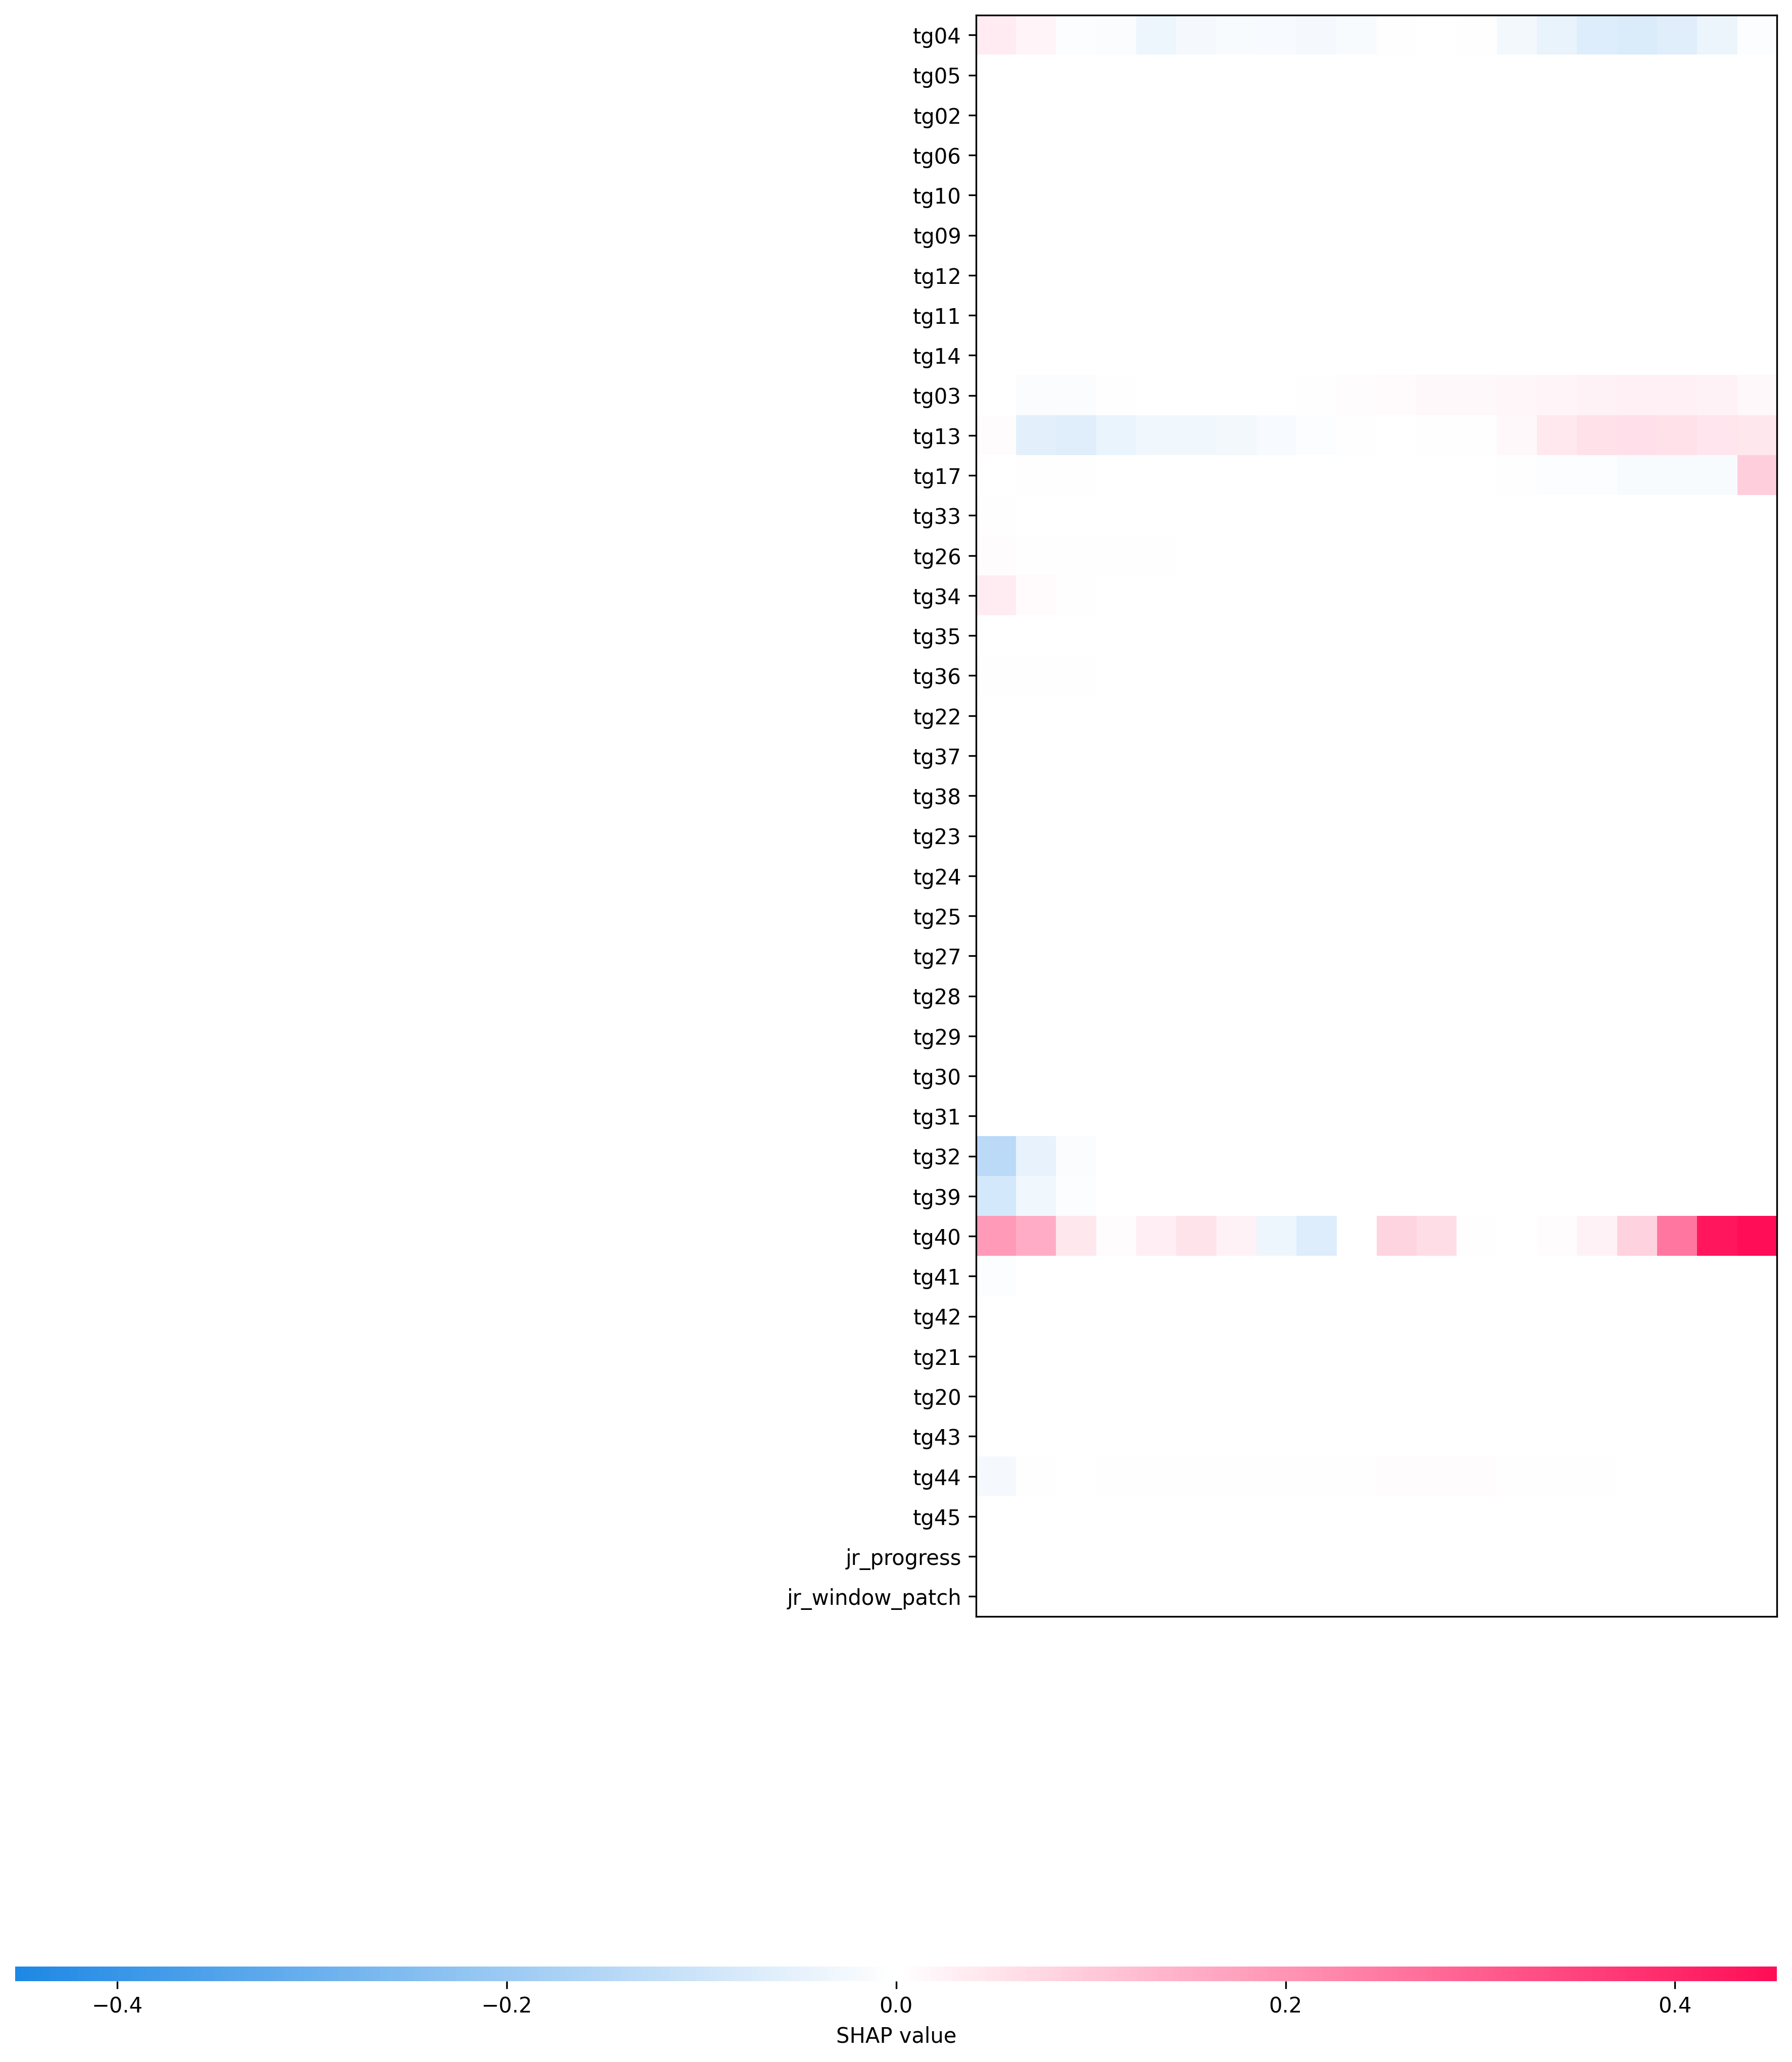 tg04
tg05
tg02
tg06
tg10
tg09
tg12
tg11
tg14
tg03
tg13
tg17
tg33
tg26
tg34
tg35
tg36
tg22
tg37
tg38
tg23
tg24
tg25
tg27
tg28
tg29
tg30
tg31
tg32
tg39
tg40
tg41
tg42
tg21
tg20
tg43
tg44
tg45
jr_progress
jr_window_patch
−0.4 −0.2 0.0 0.2 0.4
SHAP value